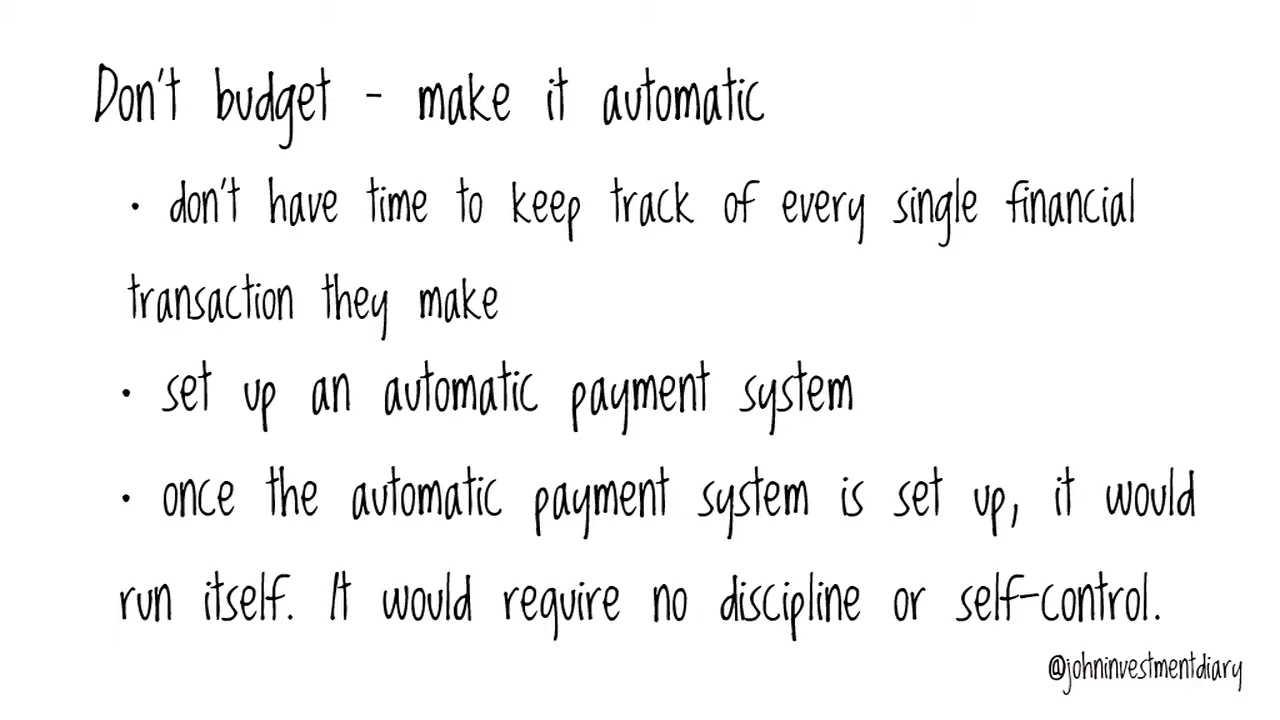 Don't budget - make it automatic
• don't have time to keep track of every single financial
transaction they make
• set up an automatic payment system
• once the automatic payment system is set up, it would
run itself. It would require no discipline or self-control.
@johninvestmentdiary